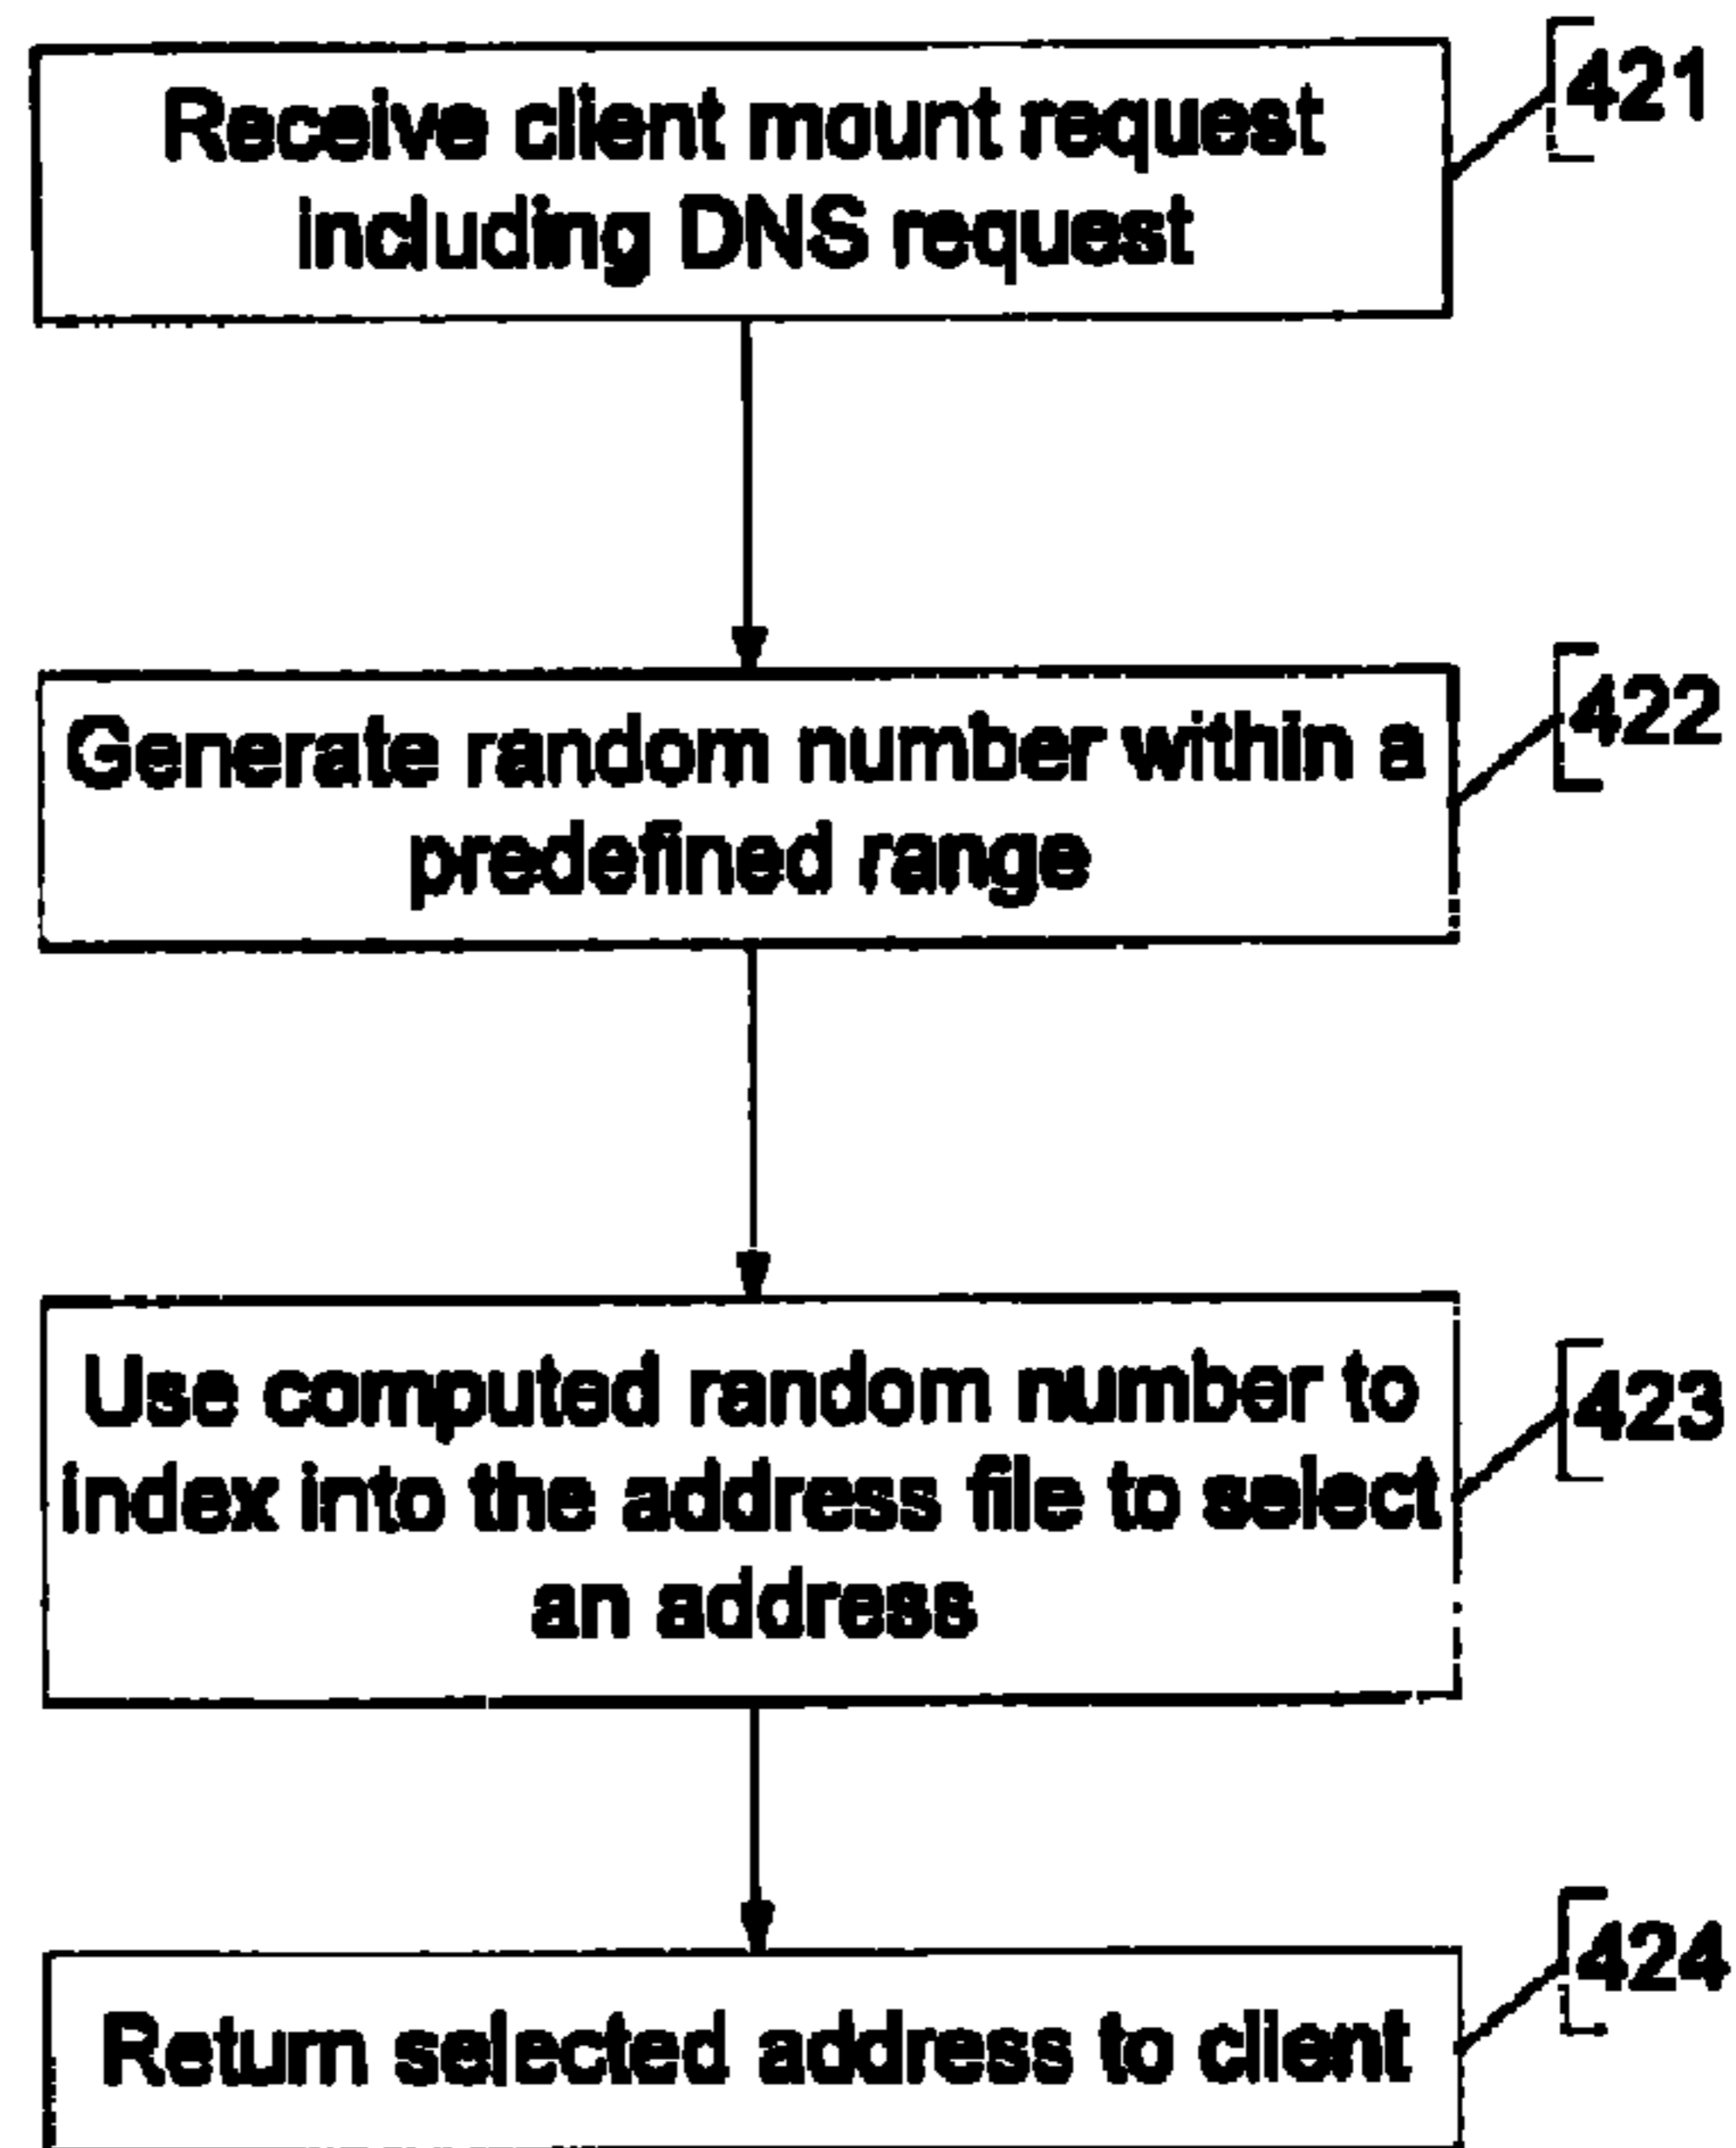 Receive client mount request
including DNS request
421
Generate random number within a
predefined range
422
Use computed random number to
index into the address file to select
an address
423
Return selected address to client
424